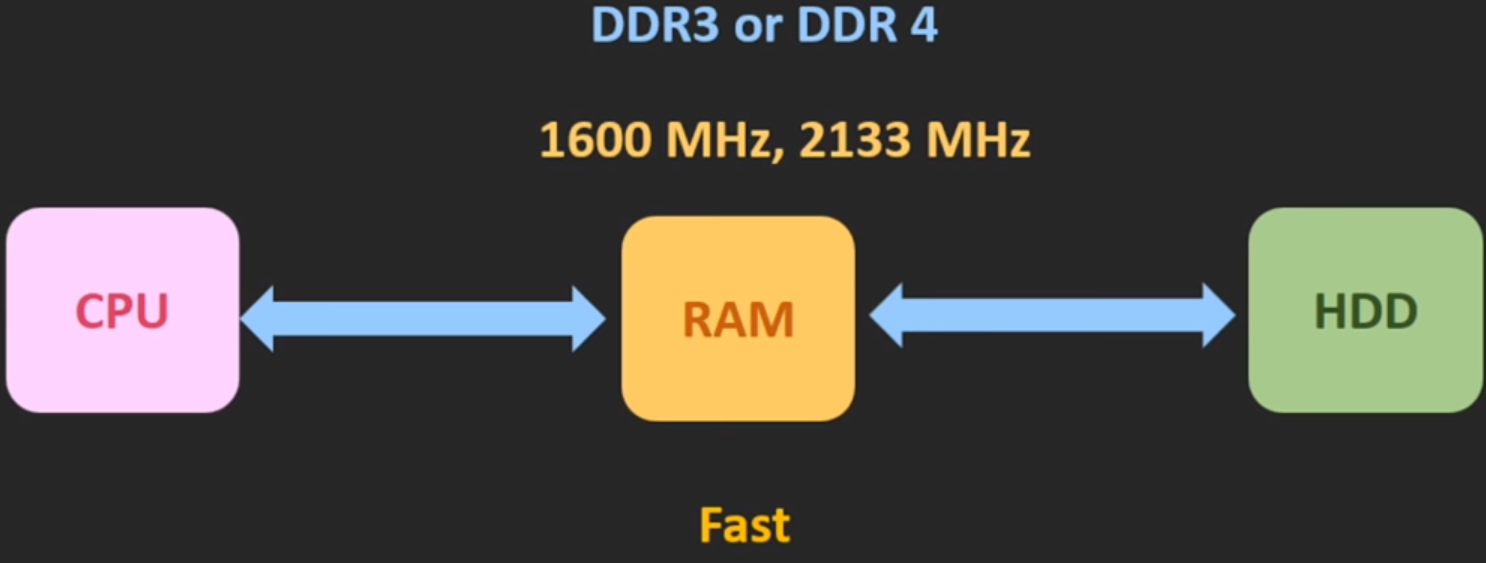 DDR3 or DDR 4
1600 MHz, 2133 MHz
CPU
RAM
HDD
Fast